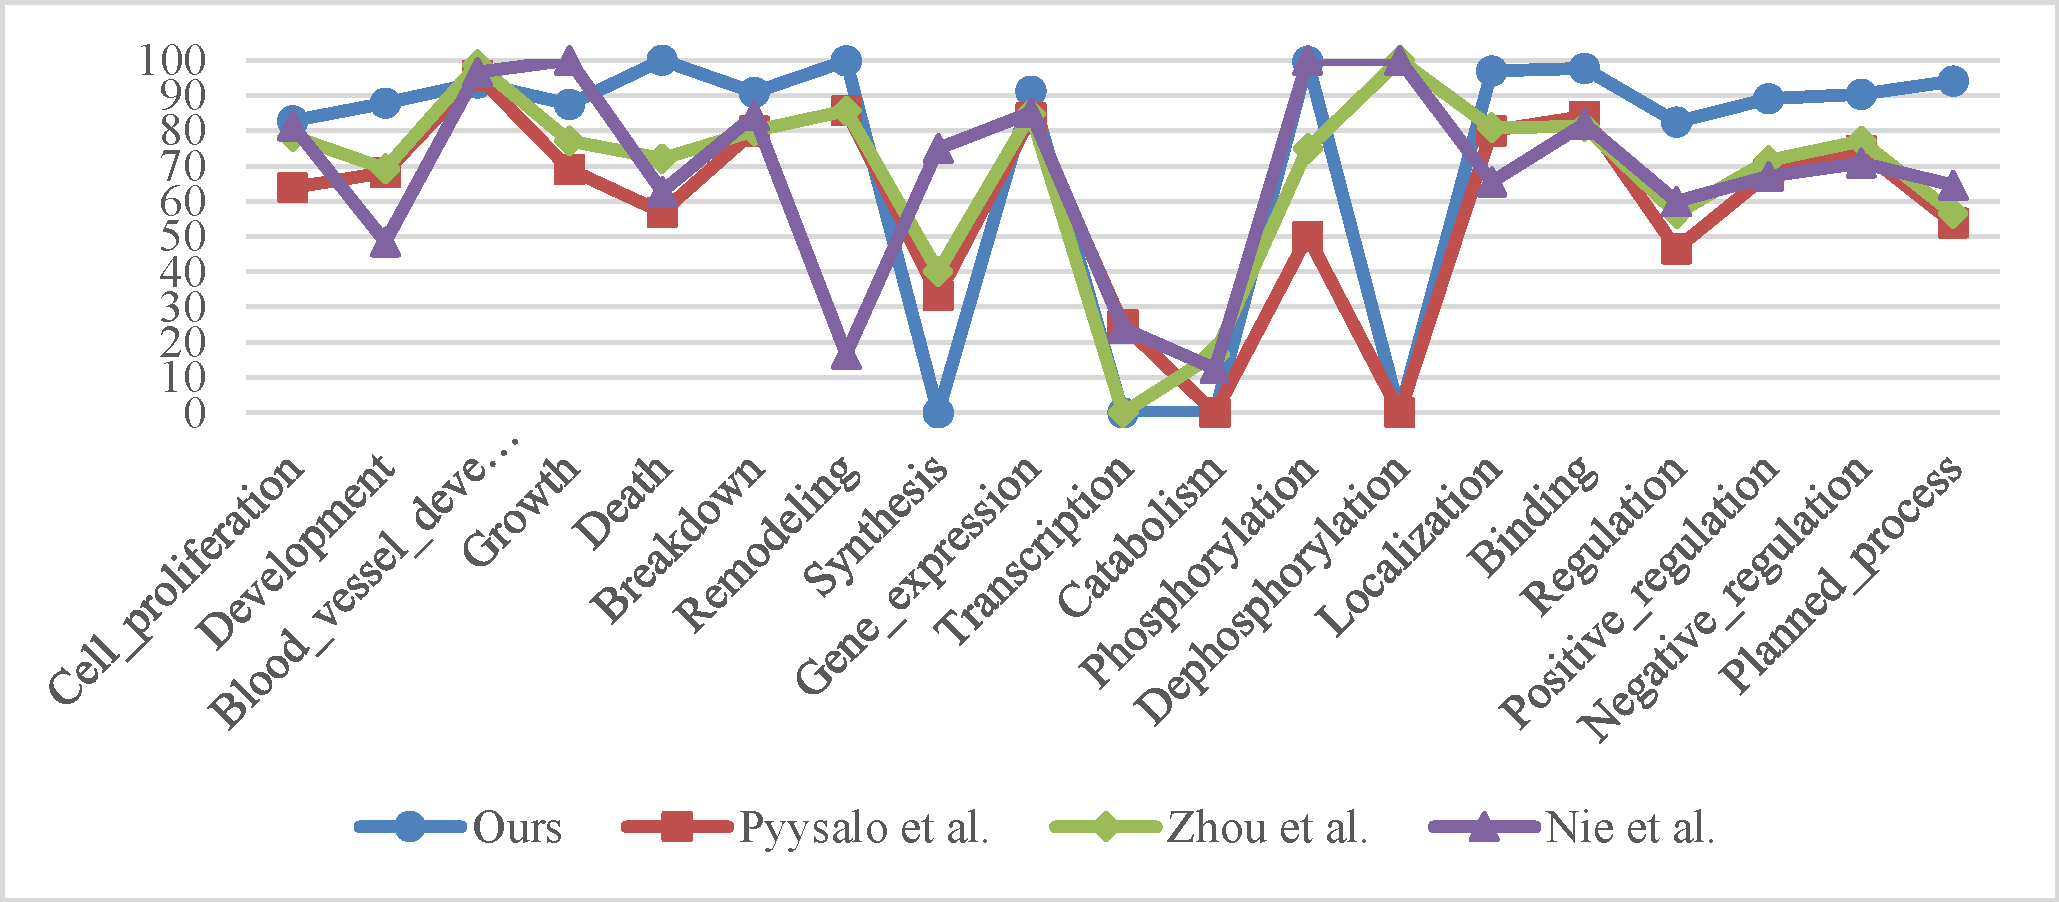 100
90
80
70
60
50
40
30
20
10
0
Cell_proliferation
Development
Blood_vessel_deve…
Growth
Death
Breakdown
Remodeling
Synthesis
Gene_expression
Transcription
Catabolism
Phosphorylation
Dephosphorylation
Localization
Binding
Regulation
Positive_regulation
Negative_regulation
Planned_process
Ours Pyysalo et al. Zhou et al. Nie et al.